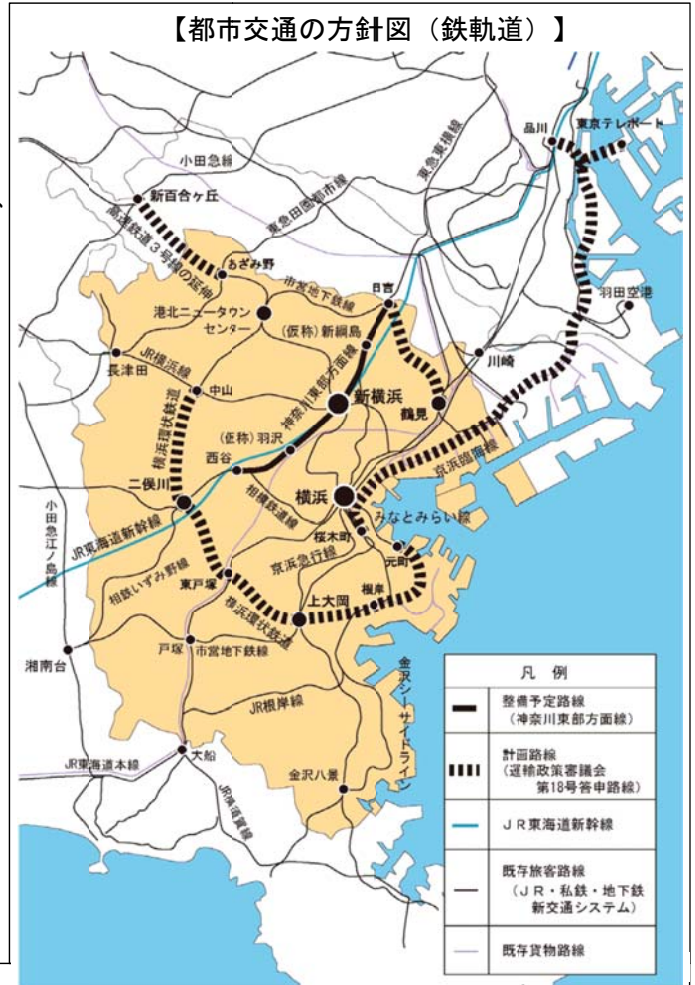 【都市交通の方針図（鉄軌道）】
品川
東京テレポート
小田急線
東急東横線
新百合ヶ丘
東急田園都市線
高速鉄道3号線の延伸
あざみ野
市営地下鉄線
日吉
羽田空港
港北ニュータウン
センター
（仮称）新綱島
川崎
JR横浜線
長津田
中山
神奈川東部方面線
新横浜
鶴見
横浜環状鉄道
（仮称）羽沢
京浜臨海線
西谷
二俣川
横浜
相模鉄道線
みなとみらい線
小田急江ノ島線
JR東海道新幹線
桜木町
京浜急行線
元町
相鉄いずみ野線
東戸塚
根岸
横浜環状鉄道
上大岡
戸塚
市営地下鉄線
湘南台
金沢シーサイドライン
JR根岸線
大船
JR東海道本線
金沢八景
JR横須賀線
凡 例
整備予定路線
（神奈川東部方面線）
計画路線
（運輸政策審議会
第18号答申路線）
ＪＲ東海道新幹線
既存旅客路線
（ＪＲ・私鉄・地下鉄
新交通システム）
既存貨物路線